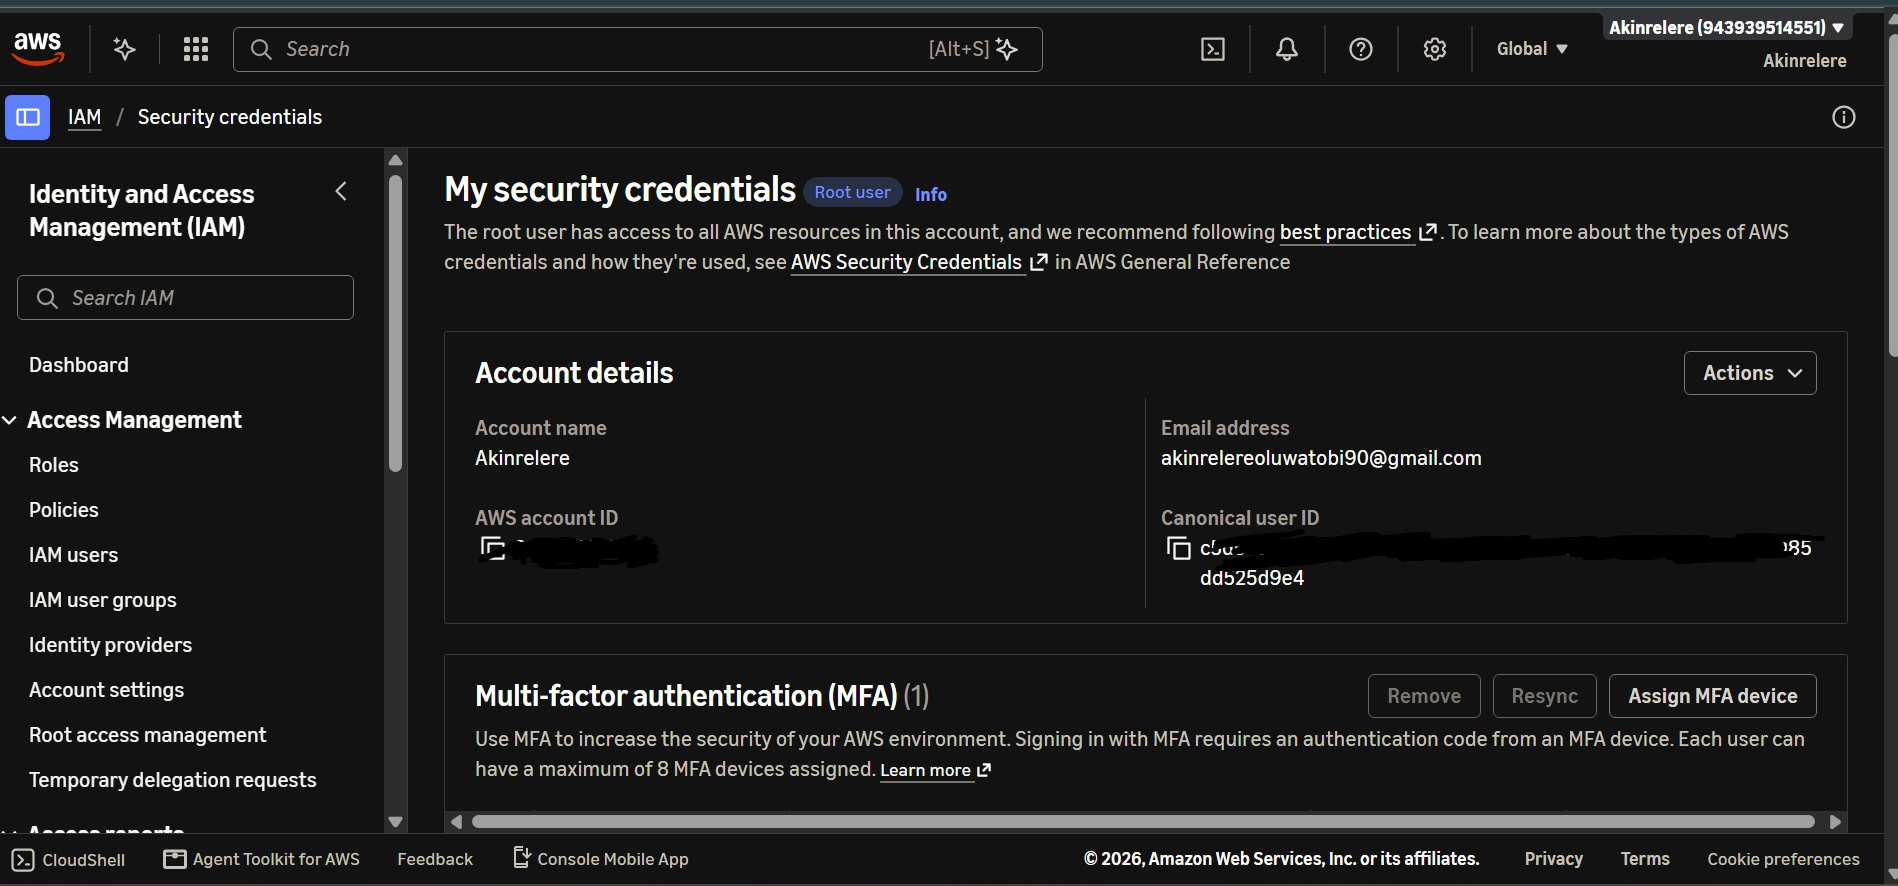 aws
Search
[Alt+S]
Global
Akinrelere (943939514551)
Akinrelere
IAM / Security credentials
Identity and Access
Management (IAM)
Search IAM
Dashboard
Access Management
Roles
Policies
IAM users
IAM user groups
Identity providers
Account settings
Root access management
Temporary delegation requests
Access reports
My security credentials Root user Info
The root user has access to all AWS resources in this account, and we recommend following best practices. To learn more about the types of AWS
credentials and how they're used, see AWS Security Credentials in AWS General Reference
Account details
Actions
Account name
Akinrelere
Email address
akinrelereoluwatobi90@gmail.com
AWS account ID
Canonical user ID
85
dd525d9e4
Multi-factor authentication (MFA) (1)
Remove
Resync
Assign MFA device
Use MFA to increase the security of your AWS environment. Signing in with MFA requires an authentication code from an MFA device. Each user can
have a maximum of 8 MFA devices assigned. Learn more
CloudShell
Agent Toolkit for AWS
Feedback
Console Mobile App
© 2026, Amazon Web Services, Inc. or its affiliates.
Privacy
Terms
Cookie preferences